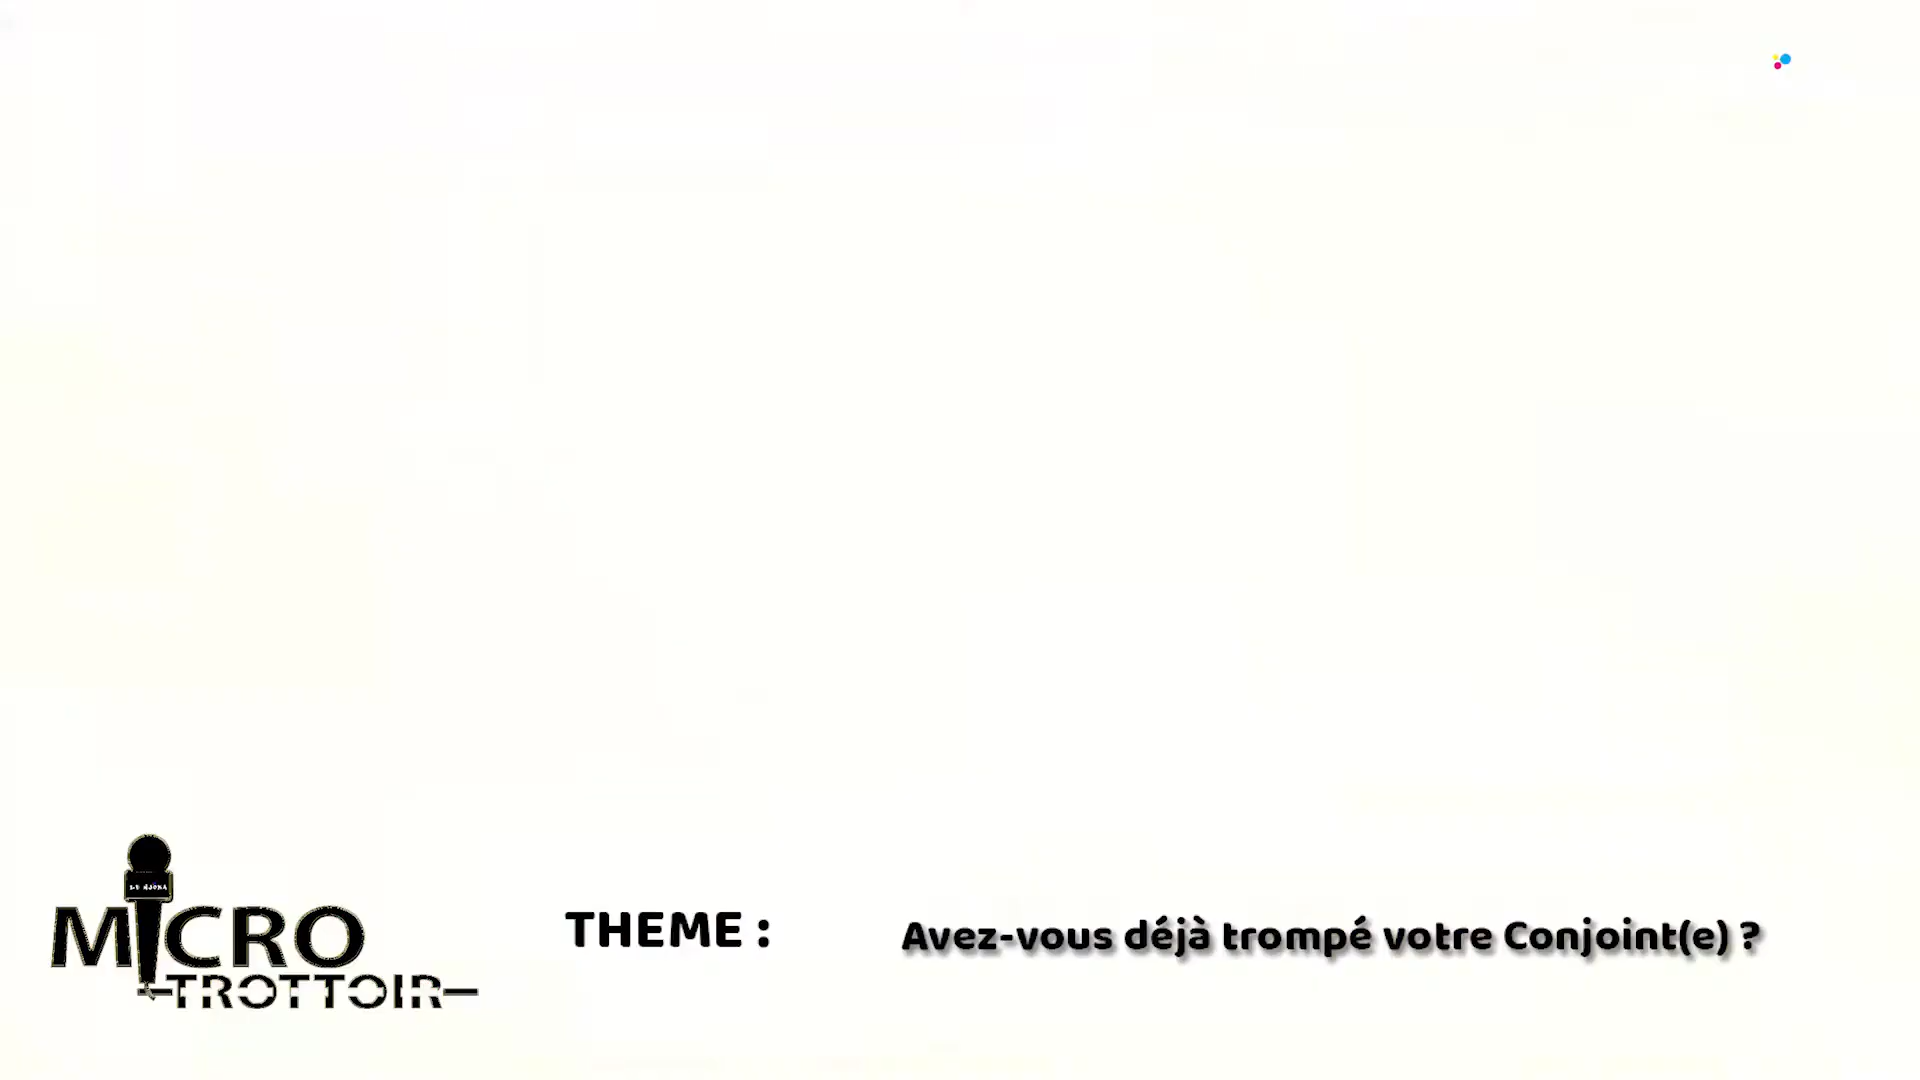 MICRO
-TROTTOIR-
THEME :
Avez-vous déjà trompé votre Conjoint(e) ?